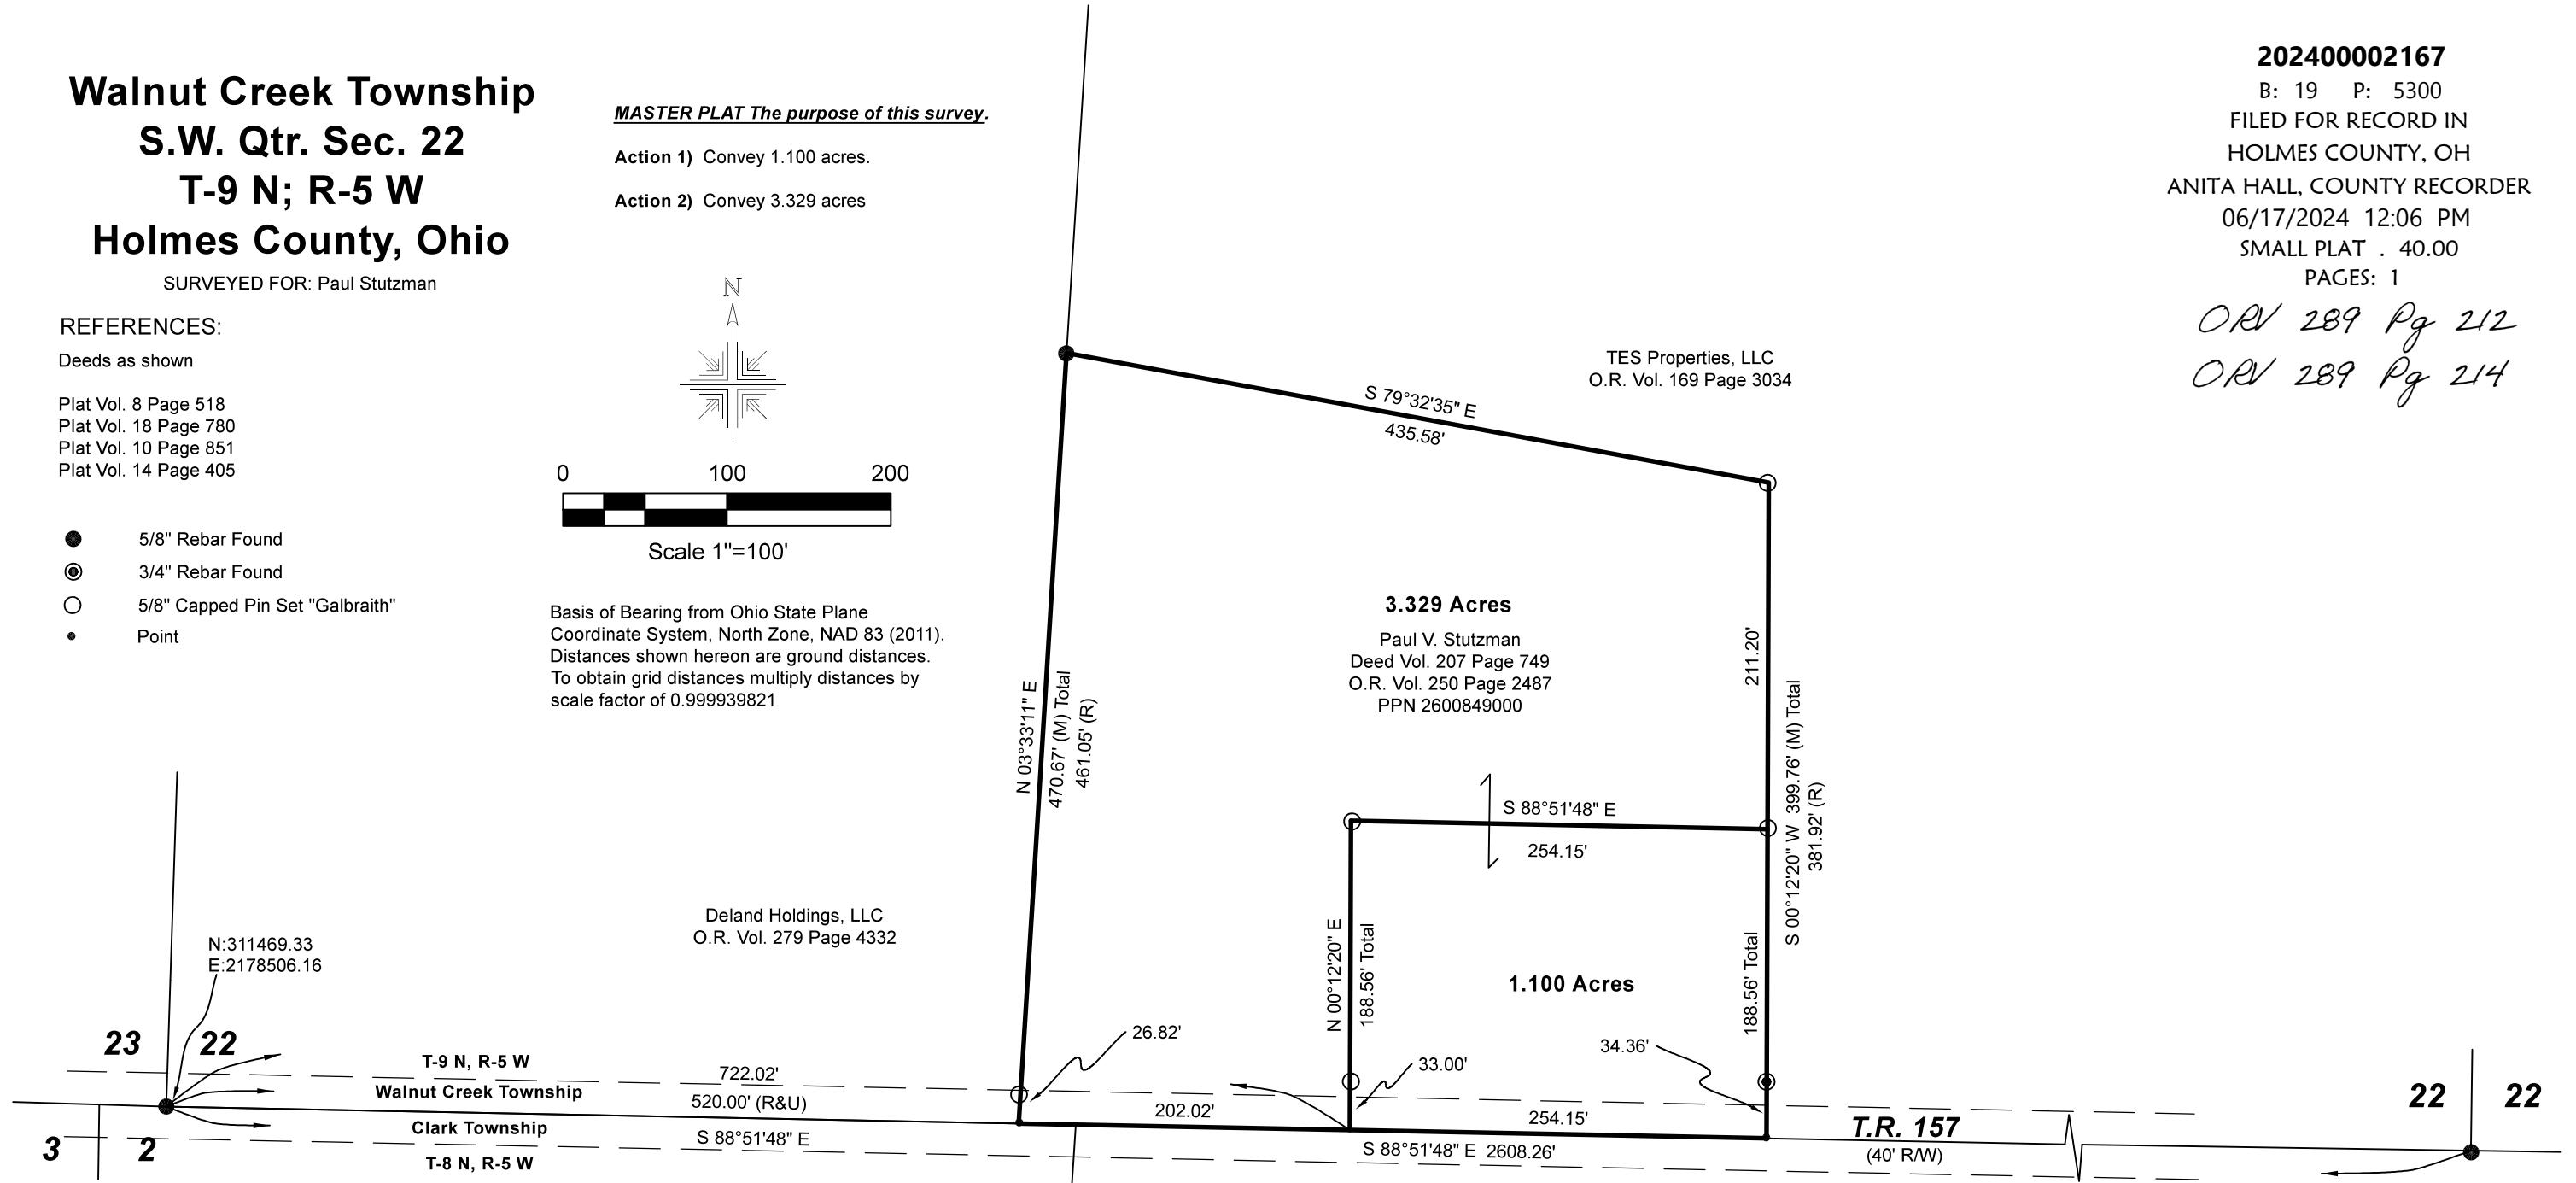 Walnut Creek Township
S.W. Qtr. Sec. 22
T-9 N; R-5 W
Holmes County, Ohio
SURVEYED FOR: Paul Stutzman
REFERENCES:
Deeds as shown
Plat Vol. 8 Page 518
Plat Vol. 18 Page 780
Plat Vol. 10 Page 851
Plat Vol. 14 Page 405
5/8" Rebar Found
3/4" Rebar Found
5/8" Capped Pin Set "Galbraith"
Point
MASTER PLAT The purpose of this survey.
Action 1) Convey 1.100 acres.
Action 2) Convey 3.329 acres
N
0 100 200
Scale 1"=100'
Basis of Bearing from Ohio State Plane
Coordinate System, North Zone, NAD 83 (2011).
Distances shown hereon are ground distances.
To obtain grid distances multiply distances by
scale factor of 0.999939821
202400002167
B: 19 P: 5300
FILED FOR RECORD IN
HOLMES COUNTY, OH
ANITA HALL, COUNTY RECORDER
06/17/2024 12:06 PM
SMALL PLAT . 40.00
PAGES: 1
ORV 289 Pg 212
ORV 289 Pg 214
TES Properties, LLC
O.R. Vol. 169 Page 3034
S 79°32'35" E
435.58'
3.329 Acres
Paul V. Stutzman
Deed Vol. 207 Page 749
O.R. Vol. 250 Page 2487
PPN 2600849000
N 03°33'11" E
470.67' (M) Total
461.05' (R)
211.20'
S 00°12'20" W 399.76' (M) Total
381.92' (R)
S 88°51'48" E
254.15'
N 00°12'20" E
188.56' Total
1.100 Acres
188.56' Total
Deland Holdings, LLC
O.R. Vol. 279 Page 4332
N:311469.33
E:2178506.16
26.82'
33.00'
34.36'
23 22
T-9 N, R-5 W
Walnut Creek Township
722.02'
520.00' (R&U)
202.02'
254.15'
Clark Township
S 88°51'48" E
T-8 N, R-5 W
3 2
S 88°51'48" E 2608.26'
T.R. 157
(40' R/W)
22 22